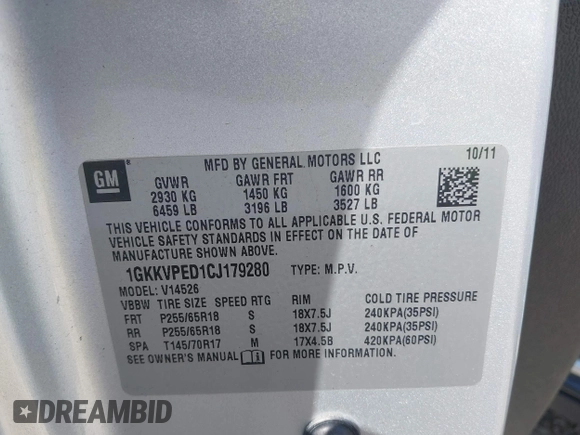 GM
MFD BY GENERAL MOTORS LLC 10/11
GVWR GAWR FRT GAWR RR
2930 KG 1450 KG 1600 KG
6459 LB 3196 LB 3527 LB
THIS VEHICLE CONFORMS TO ALL APPLICABLE U.S. FEDERAL MOTOR
VEHICLE SAFETY STANDARDS IN EFFECT ON THE DATE OF
MANUFACTURE SHOWN ABOVE.
1GKKVPED1CJ179280 TYPE: M.P.V.
MODEL: V14526
VBBW TIRE SIZE SPEED RTG RIM COLD TIRE PRESSURE
FRT P255/65R18 S 18X7.5J 240KPA(35PSI)
RR P255/65R18 S 18X7.5J 240KPA(35PSI)
SPA T145/70R17 M 17X4.5B 420KPA(60PSI)
SEE OWNER'S MANUAL FOR MORE INFORMATION.
DREAMBID